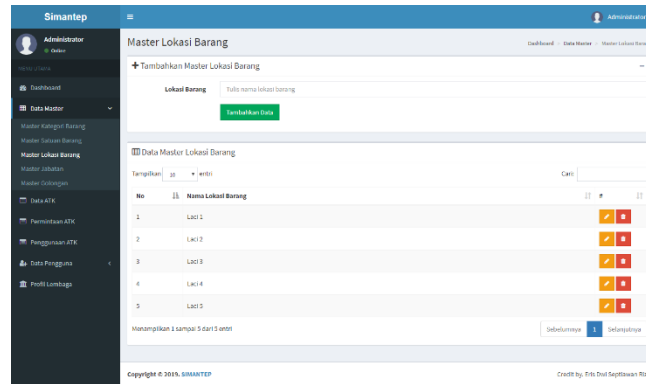 Simantep
Administrator
Administrator
Online
MENU UTAMA
Dashboard
Data Master
Master Kategori Barang
Master Satuan Barang
Master Lokasi Barang
Master Jabatan
Master Golongan
Data ATK
Permintaan ATK
Penggunaan ATK
Data Pengguna
Profil Lembaga
Master Lokasi Barang
Dashboard > Data Master > Master Lokasi
Tambahkan Master Lokasi Barang
Lokasi Barang
Tulis nama lokasi barang
Tambahkan Data
Data Master Lokasi Barang
Tampilkan 10 entri
Cari:
No Nama Lokasi Barang #
1 Laci 1
2 Laci 2
3 Laci 3
4 Laci 4
5 Laci 5
Menampilkan 1 sampai 5 dari 5 entri
Sebelumnya 1 Selanjutnya
Copyright © 2019. SIMANTEP
Credit by. Eris Dwi Septiawan